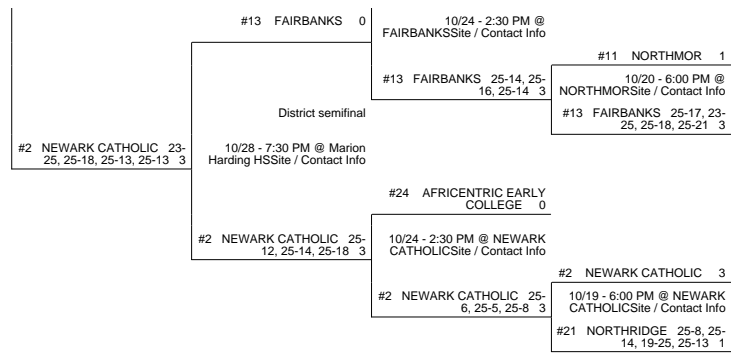 #13 FAIRBANKS 0
10/24 - 2:30 PM @
FAIRBANKSSite / Contact Info
#11 NORTHMOR 1
#13 FAIRBANKS 25-14, 25-
16, 25-14 3
10/20 - 6:00 PM @
NORTHMORSite / Contact Info
District semifinal
#13 FAIRBANKS 25-17, 23-
25, 25-18, 25-21 3
#2 NEWARK CATHOLIC 23-
25, 25-18, 25-13, 25-13 3
10/28 - 7:30 PM @ Marion
Harding HSSite / Contact Info
#24 AFRICENTRIC EARLY
COLLEGE 0
#2 NEWARK CATHOLIC 25-
12, 25-14, 25-18 3
10/24 - 2:30 PM @ NEWARK
CATHOLICSite / Contact Info
#2 NEWARK CATHOLIC 3
#2 NEWARK CATHOLIC 25-
6, 25-5, 25-8 3
10/19 - 6:00 PM @ NEWARK
CATHOLICSite / Contact Info
#21 NORTHRIDGE 25-8, 25-
14, 19-25, 25-13 1